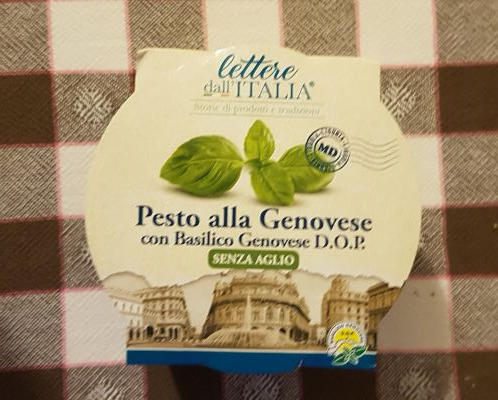 lettere
dall'ITALIA®
Storie di prodotti e tradizioni
MD
Pesto alla Genovese
con Basilico Genovese D.O.P.
SENZA AGLIO